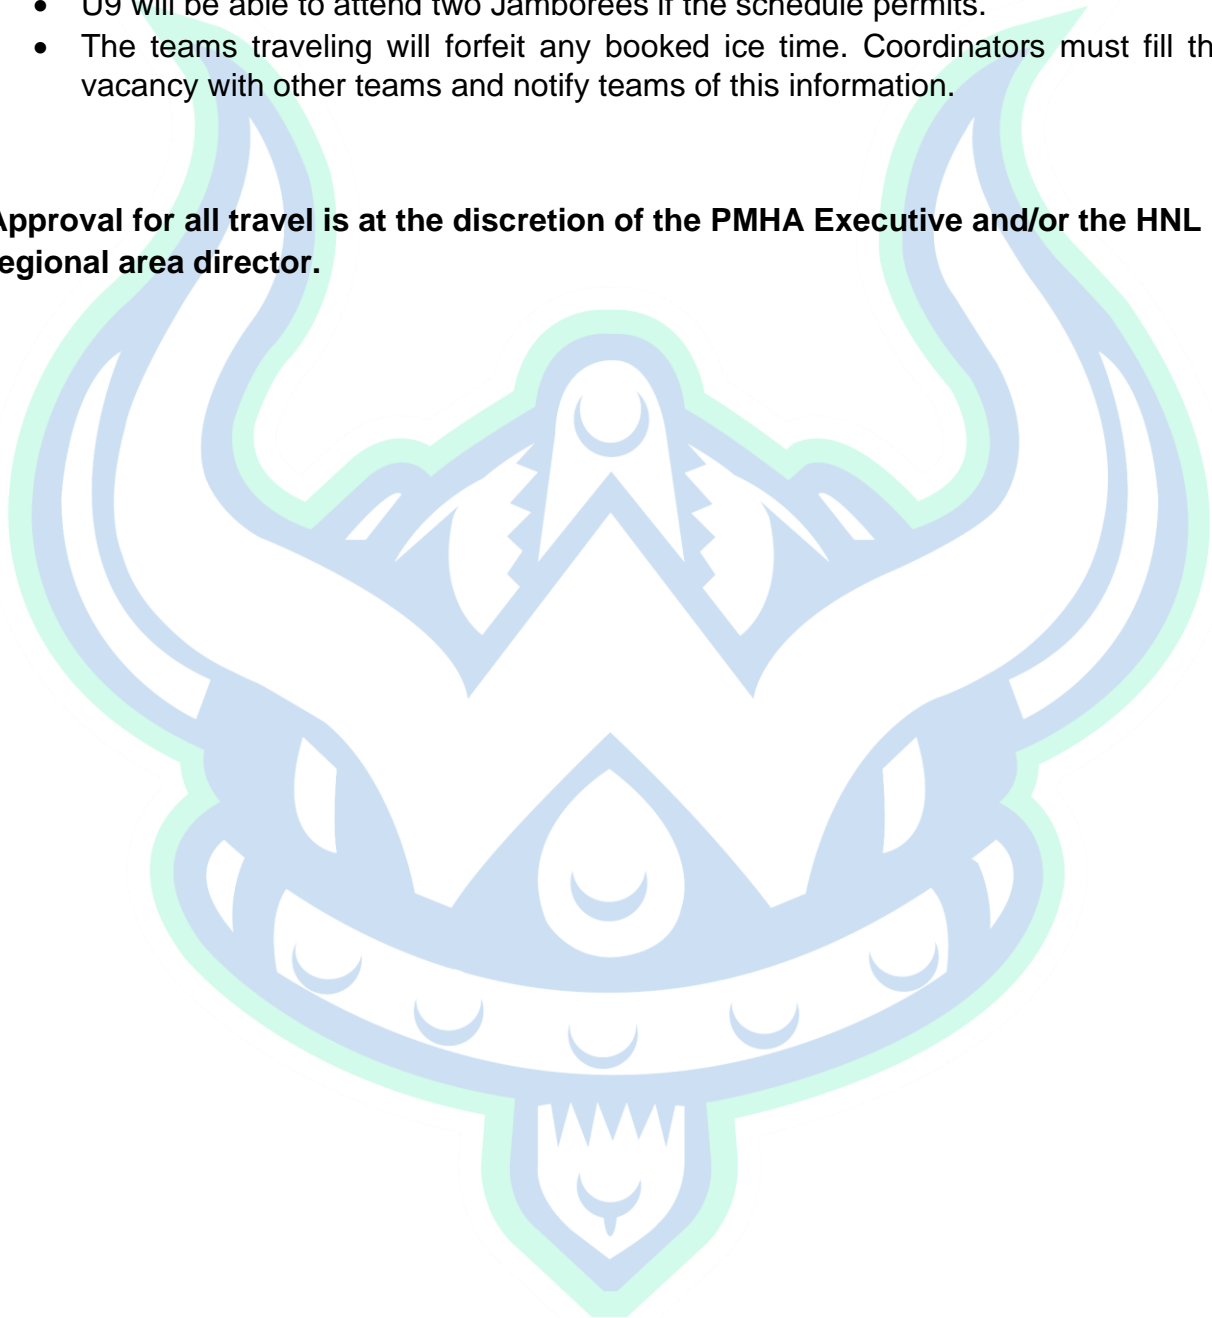 • U9 will be able to attend two Jamborees if the schedule permits.
• The teams traveling will forfeit any booked ice time. Coordinators must fill th
vacancy with other teams and notify teams of this information.
Approval for all travel is at the discretion of the PMHA Executive and/or the HNL
egional area director.